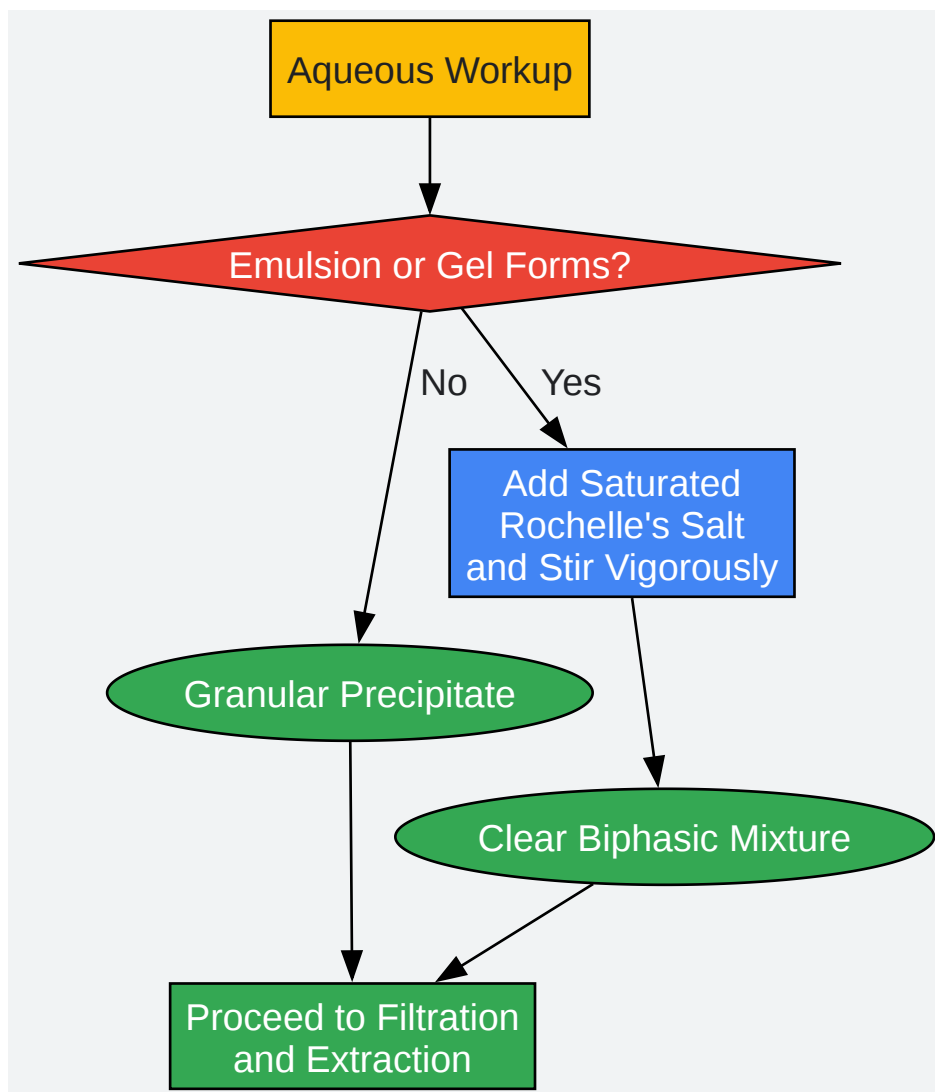 Aqueous Workup
Emulsion or Gel Forms?
No
Yes
Add Saturated
Rochelle's Salt
and Stir Vigorously
Granular Precipitate
Clear Biphasic Mixture
Proceed to Filtration
and Extraction